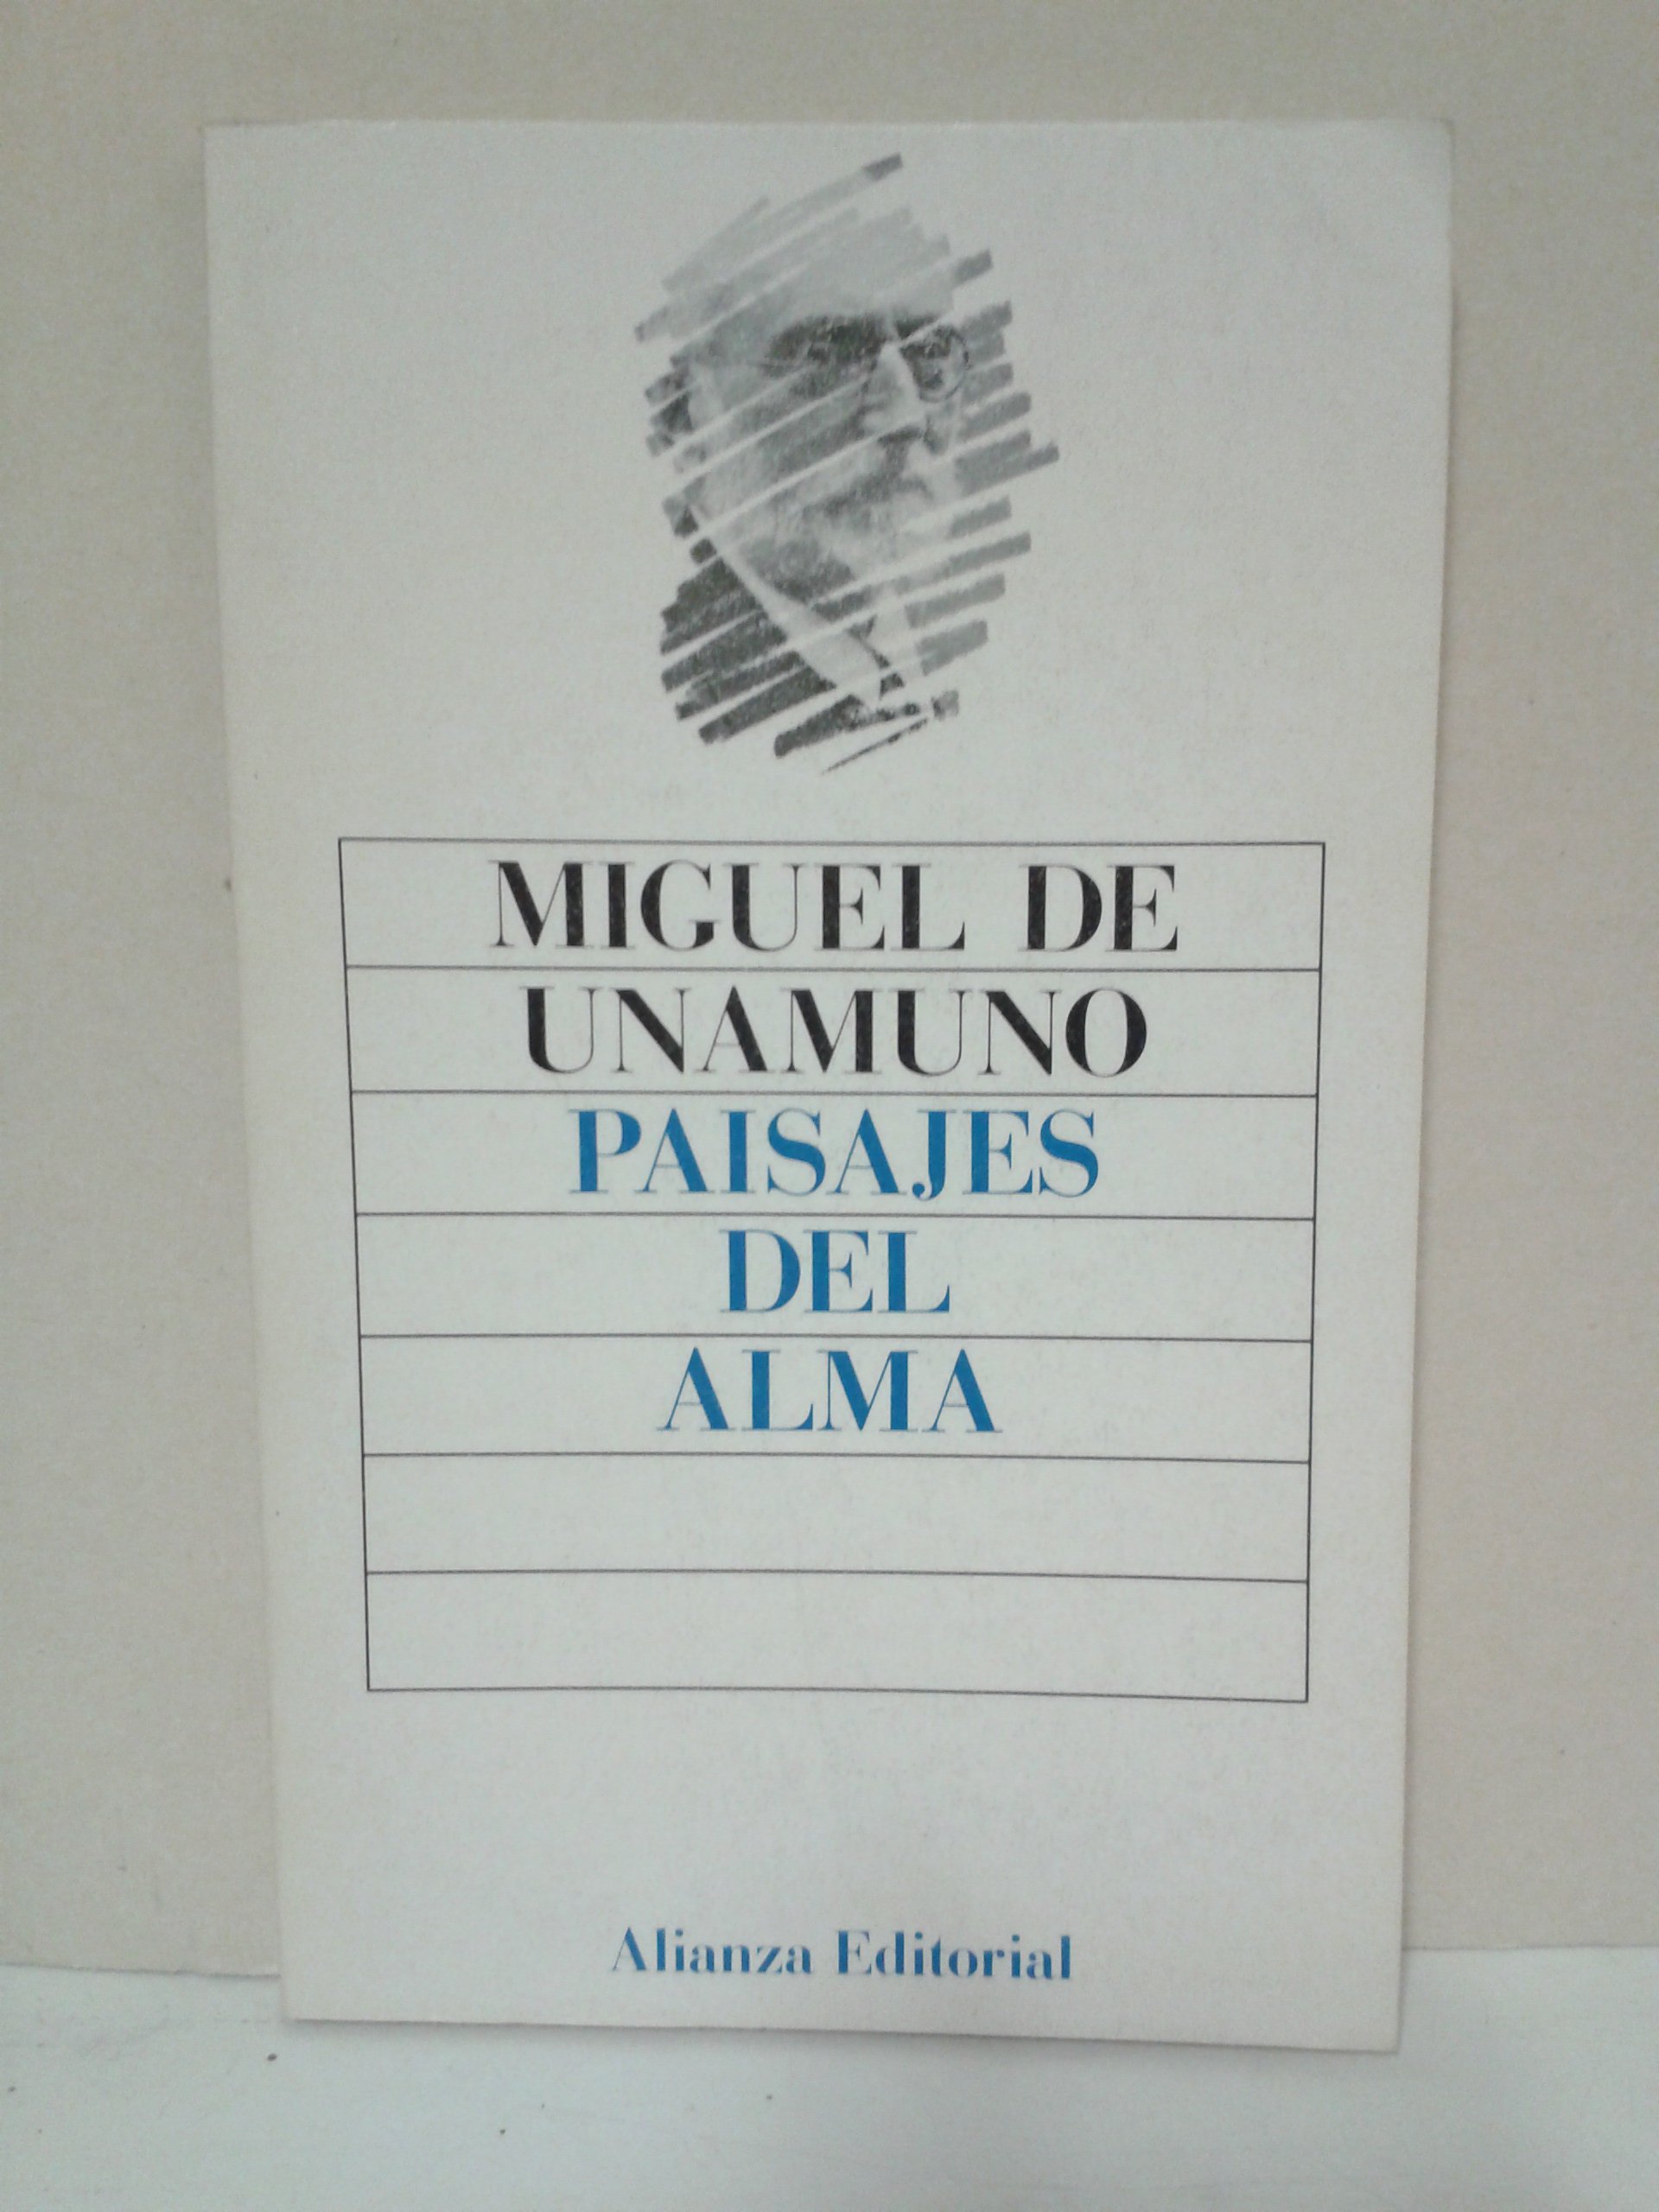 MIGUEL DE
UNAMUNO
PAISAJES
DEL
ALMA
Alianza Editorial